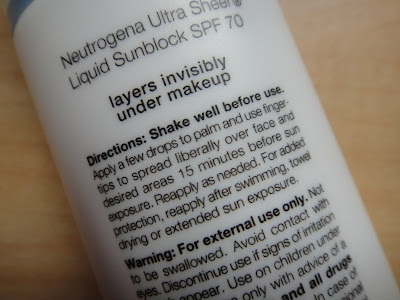 Neutrogena Ultra Sheer®
Liquid Sunblock SPF 70
layers invisibly
under makeup
Directions: Shake well before use.
Apply a few drops to palm and use finger-
tips to spread liberally over face and
desired areas 15 minutes before sun
exposure. Reapply as needed. For added
protection, reapply after swimming, towel
drying or extended sun exposure.
Warning: For external use only. Not
to be swallowed. Avoid contact with
eyes. Discontinue use if signs of irritation
appear. Use on children under
only with advice of a
and all drugs
case of